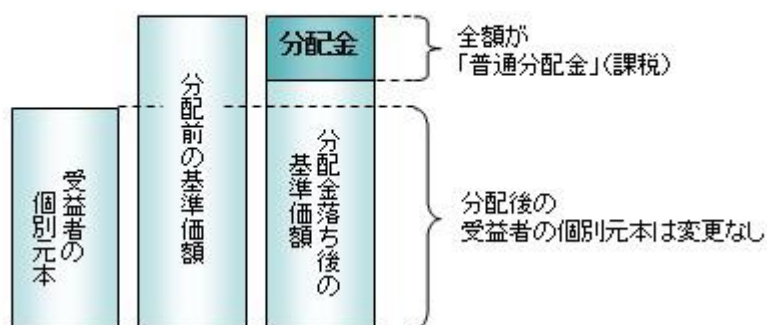 受益者の
個別元本
分配前の基準価額
分配金
分配金落ち後の
基準価額
全額が
「普通分配金」(課税)
分配後の
受益者の個別元本は変更なし